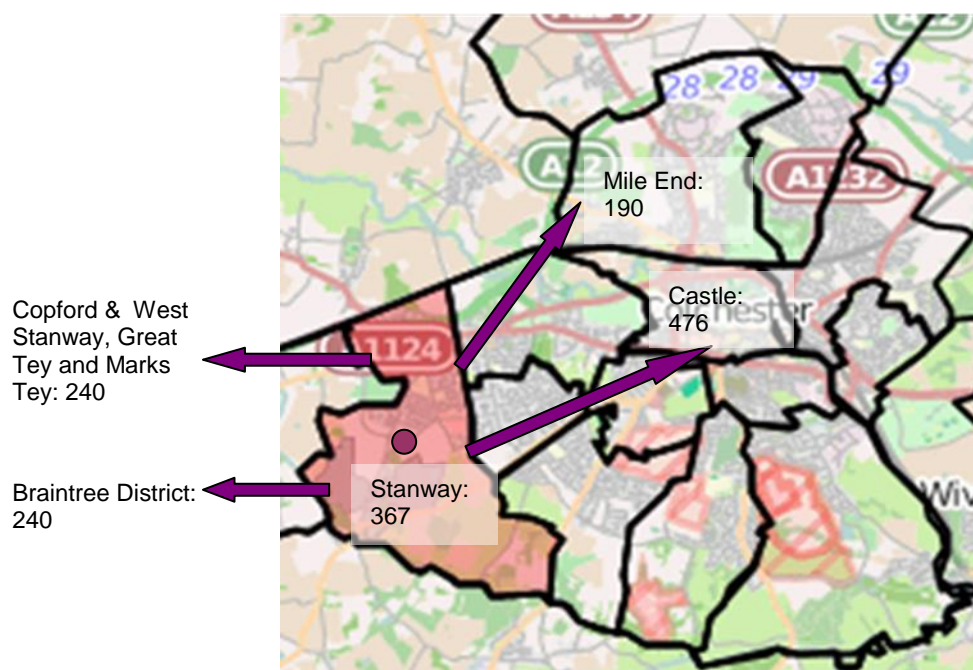 28 28 29 29
A12
Mile End:
190
A1232
Castle:
476
Colchester
Copford & West
Stanway, Great
Tey and Marks
Tey: 240
1124
Stanway:
367
Braintree District:
240
Wiv